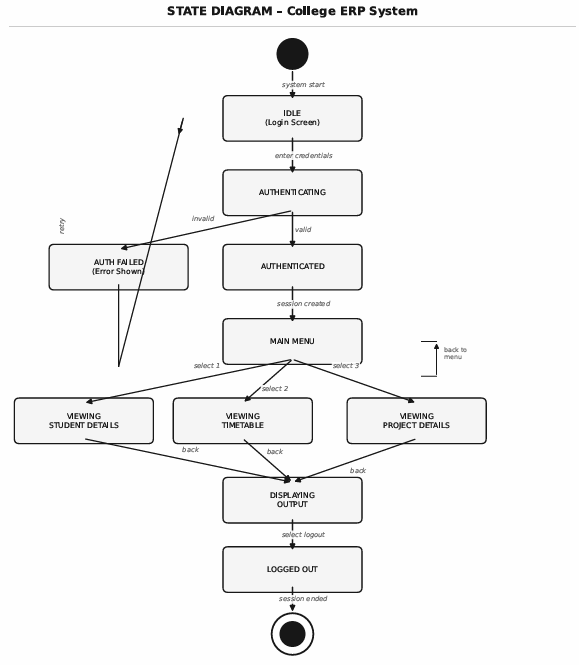 STATE DIAGRAM – College ERP System
system start
IDLE
(Login Screen)
enter credentials
AUTHENTICATING
invalid
valid
retry
AUTH FAILED
(Error Shown)
AUTHENTICATED
session created
MAIN MENU
back to
menu
select 1
select 2
select 3
VIEWING
STUDENT DETAILS
VIEWING
TIMETABLE
VIEWING
PROJECT DETAILS
back
back
back
DISPLAYING
OUTPUT
select logout
LOGGED OUT
session ended